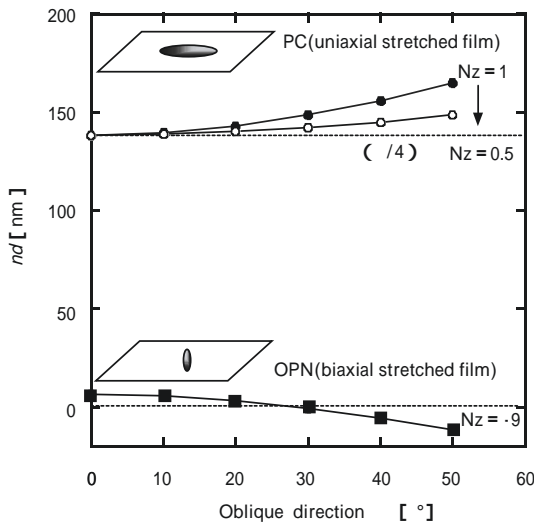 200
PC(uniaxial stretched film)
Nz = 1
150
( /4)
Nz = 0.5
100
nd [ nm ]
50
OPN(biaxial stretched film)
0
Nz = -9
0 10 20 30 40 50 60
Oblique direction [ °]